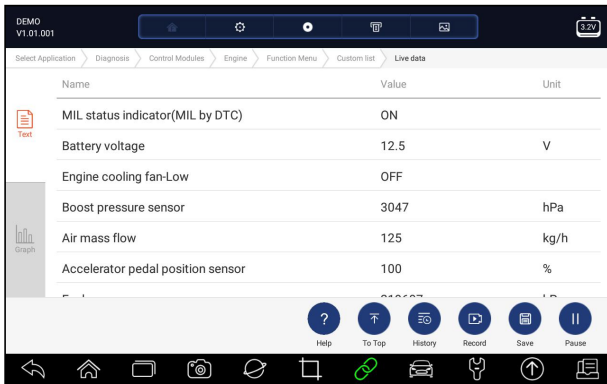 DEMO
V1.01.001
3.2V
Select Application Diagnosis Control Modules Engine Function Menu Custom list Live data
Name Value Unit
Text
MIL status indicator(MIL by DTC) ON
Battery voltage 12.5 V
Engine cooling fan-Low OFF
Boost pressure sensor 3047 hPa
Graph
Air mass flow 125 kg/h
Accelerator pedal position sensor 100 %
Help To Top History Record Save Pause